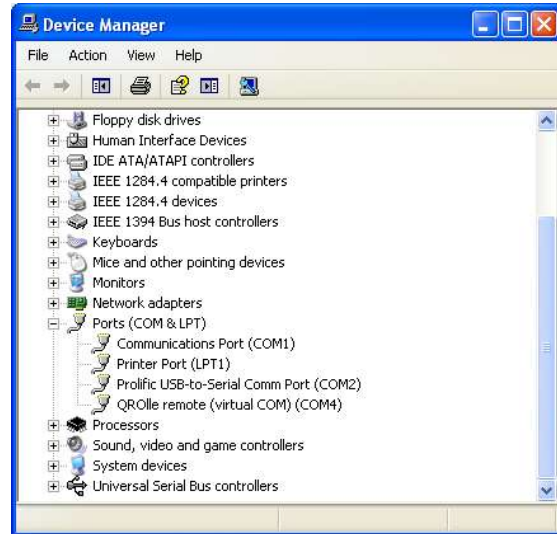 Device Manager
File Action View Help
Floppy disk drives
Human Interface Devices
IDE ATA/ATAPI controllers
IEEE 1284.4 compatible printers
IEEE 1284.4 devices
IEEE 1394 Bus host controllers
Keyboards
Mice and other pointing devices
Monitors
Network adapters
Ports (COM & LPT)
Communications Port (COM1)
Printer Port (LPT1)
Prolific USB-to-Serial Comm Port (COM2)
QROlle remote (virtual COM) (COM4)
Processors
Sound, video and game controllers
System devices
Universal Serial Bus controllers